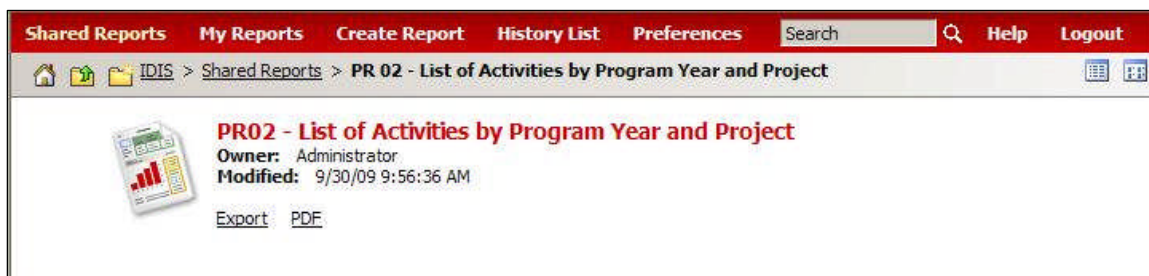 Shared Reports My Reports Create Report History List Preferences Search Help Logout
IDIS > Shared Reports > PR 02 - List of Activities by Program Year and Project
PR02 - List of Activities by Program Year and Project
Owner: Administrator
Modified: 9/30/09 9:56:36 AM
Export PDF